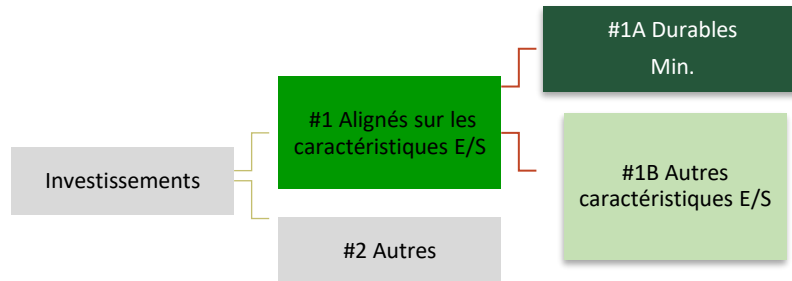 Investissements
#1 Alignés sur les
caractéristiques E/S
#2 Autres
#1A Durables
Min.
#1B Autres
caractéristiques E/S